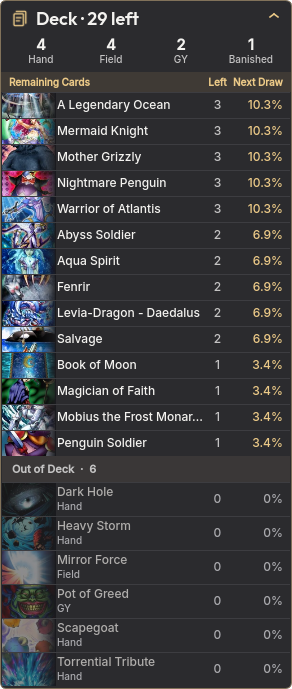 Deck · 29 left
4 4 2 1
Hand Field GY Banished
Remaining Cards Left Next Draw
A Legendary Ocean 3 10.3%
Mermaid Knight 3 10.3%
Mother Grizzly 3 10.3%
Nightmare Penguin 3 10.3%
Warrior of Atlantis 3 10.3%
Abyss Soldier 2 6.9%
Aqua Spirit 2 6.9%
Fenrir 2 6.9%
Levia-Dragon - Daedalus 2 6.9%
Salvage 2 6.9%
Book of Moon 1 3.4%
Magician of Faith 1 3.4%
Mobius the Frost Monar... 1 3.4%
Penguin Soldier 1 3.4%
Out of Deck · 6
Dark Hole 0 0%
Hand
Heavy Storm 0 0%
Hand
Mirror Force 0 0%
Field
Pot of Greed 0 0%
GY
Scapegoat 0 0%
Hand
Torrential Tribute 0 0%
Hand